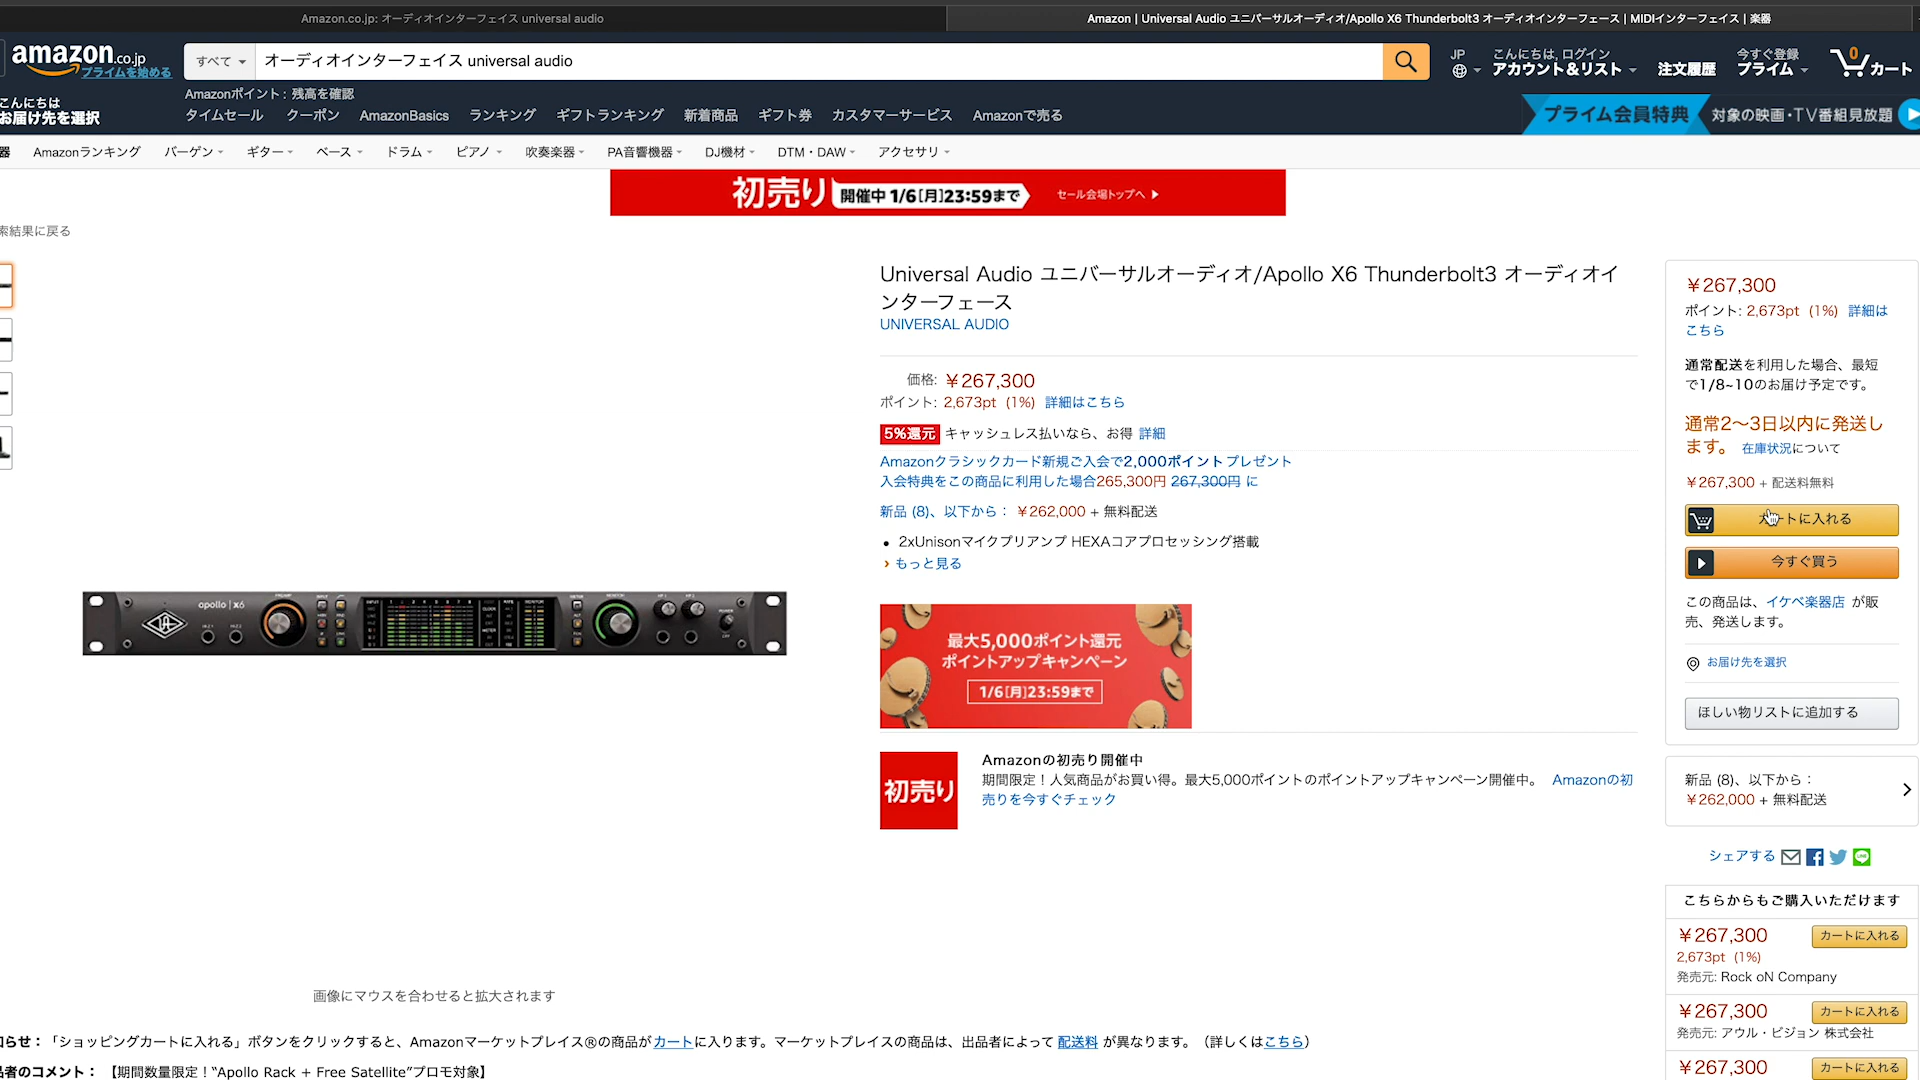 Amazon.co.jp: オーディオインターフェイス universal audio
Amazon | Universal Audio ユニバーサルオーディオ/Apollo X6 Thunderbolt3 オーディオインターフェース | MIDIインターフェイス | 楽器
amazon.co.jp
プライムを始める
すべて
オーディオインターフェイス universal audio
JP
こんにちは, ログイン
アカウント&リスト
注文履歴
今すぐ登録
プライム
0
カート
こんにちは
お届け先を選択
Amazonポイント : 残高を確認
タイムセール クーポン AmazonBasics ランキング ギフトランキング 新着商品 ギフト券 カスタマーサービス Amazonで売る
プライム会員特典 対象の映画・TV番組見放題
器 Amazonランキング バーゲン ギター ベース ドラム ピアノ 吹奏楽器 PA音響機器 DJ機材 DTM・DAW アクセサリ
初売り 開催中 1/6[月]23:59まで セール会場トップへ
索結果に戻る
Universal Audio ユニバーサルオーディオ/Apollo X6 Thunderbolt3 オーディオイ
ンターフェース
UNIVERSAL AUDIO
価格: ￥267,300
ポイント: 2,673pt (1%) 詳細はこちら
5%還元 キャッシュレス払いなら、お得 詳細
Amazonクラシックカード新規ご入会で2,000ポイントプレゼント
入会特典をこの商品に利用した場合265,300円 267,300円 に
新品 (8)、以下から : ￥262,000 + 無料配送
2xUnisonマイクプリアンプ HEXAコアプロセッシング搭載
もっと見る
apollo | x6
最大5,000ポイント還元
ポイントアップキャンペーン
1/6[月]23:59まで
初売り
Amazonの初売り開催中
期間限定！人気商品がお買い得。最大5,000ポイントのポイントアップキャンペーン開催中。 Amazonの初
売りを今すぐチェック
画像にマウスを合わせると拡大されます
らせ : 「ショッピングカートに入れる」ボタンをクリックすると、Amazonマーケットプレイス®の商品がカートに入ります。マーケットプレイスの商品は、出品者によって 配送料 が異なります。（詳しくはこちら）
品者のコメント : 【期間数量限定！“Apollo Rack + Free Satellite”プロモ対象】
￥267,300
ポイント: 2,673pt (1%) 詳細は
こちら
通常配送を利用した場合、最短
で1/8~10のお届け予定です。
通常2〜3日以内に発送し
ます。 在庫状況について
￥267,300 + 配送料無料
カートに入れる
今すぐ買う
この商品は、イケベ楽器店 が販
売、発送します。
お届け先を選択
ほしい物リストに追加する
新品 (8)、以下から :
￥262,000 + 無料配送
シェアする
こちらからもご購入いただけます
￥267,300 カートに入れる
2,673pt (1%)
発売元: Rock oN Company
￥267,300 カートに入れる
発売元: アウル・ビジョン 株式会社
￥267,300 カートに入れる